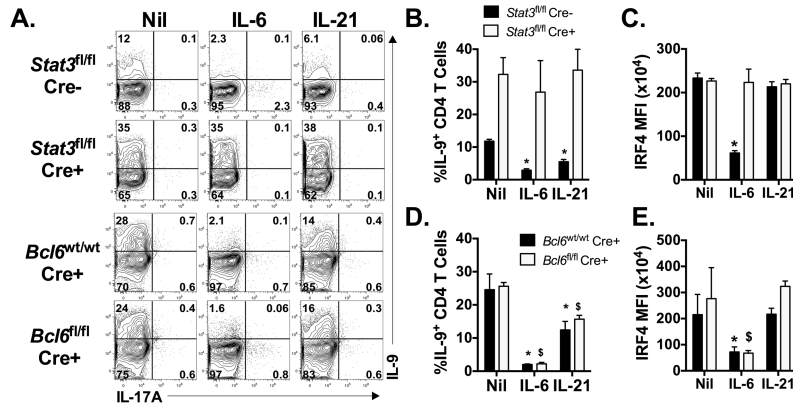 A.
Nil IL-6 IL-21
Stat3fl/fl Cre-
12 0.1 88 0.3
2.3 0.1 95 2.3
6.1 0.06 93 0.4
Stat3fl/fl Cre+
35 0.3 65 0.3
35 0.1 64 0.1
38 0.1 62 0.1
Bcl6wt/wt Cre+
28 0.7 70 0.6
2.1 0.1 97 0.7
14 0.4 85 0.6
Bcl6fl/fl Cre+
24 0.4 75 0.6
1.6 0.06 97 0.8
16 0.3 83 0.6
IL-17A
IL-9
B.
Stat3fl/fl Cre-
Stat3fl/fl Cre+
%IL-9+ CD4 T Cells
40
30
20
10
0
* *
Nil IL-6 IL-21
C.
IRF4 MFI (x104)
300
200
100
0
*
Nil IL-6 IL-21
D.
Bcl6wt/wt Cre+
Bcl6fl/fl Cre+
%IL-9+ CD4 T Cells
40
30
20
10
0
* $ * $
Nil IL-6 IL-21
E.
IRF4 MFI (x104)
500
400
300
200
100
0
* $
Nil IL-6 IL-21